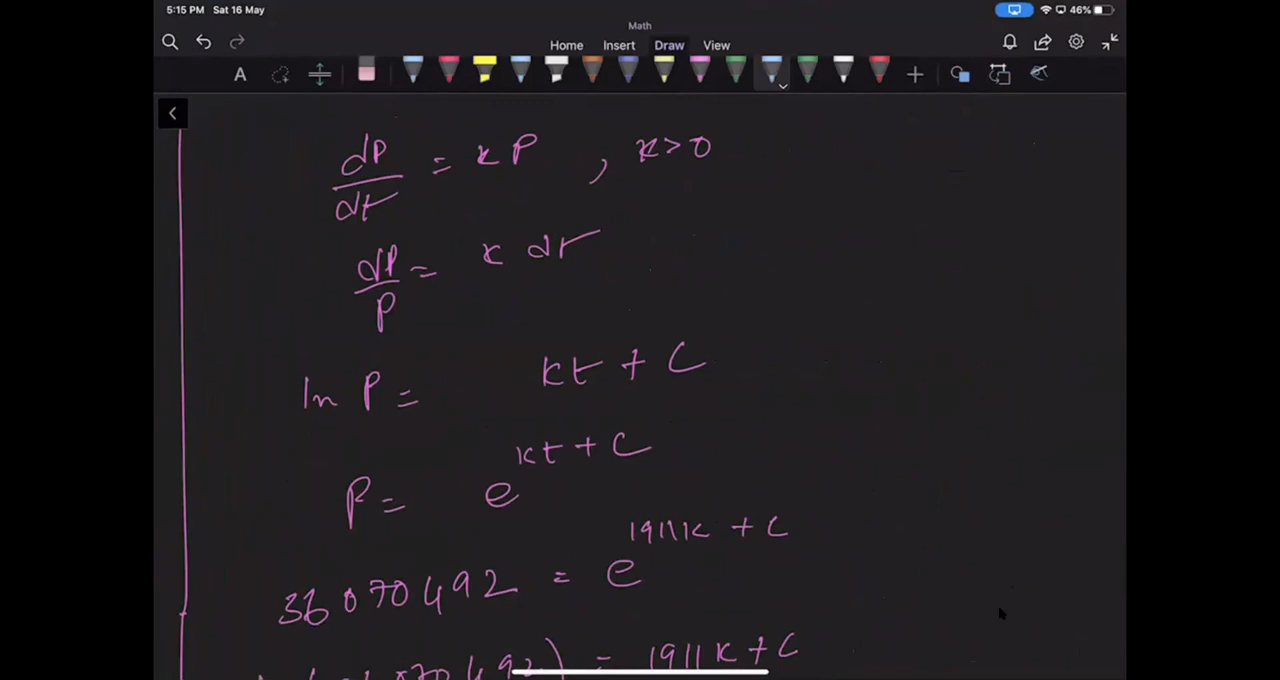 5:15 PM Sat 16 May
46%
Math
Home Insert Draw View
A
dP/dt = kP , k>0
dP/P = k dt
ln P = kt + C
P = e^{kt + C}
36070492 = e^{1911k + C}
070492) = 1911k + C